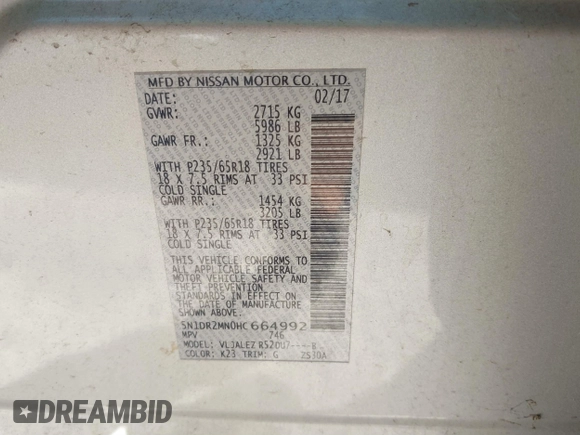 MFD BY NISSAN MOTOR CO., LTD.
DATE: 02/17
GVWR: 2715 KG
5986 LB
GAWR FR: 1325 KG
2921 LB
WITH P235/65R18 TIRES
18 X 7.5 RIMS AT 33 PSI
COLD SINGLE
GAWR RR.: 1454 KG
3205 LB
WITH P235/65R18 TIRES
18 X 7.5 RIMS AT 33 PSI
COLD SINGLE
THIS VEHICLE CONFORMS TO
ALL APPLICABLE FEDERAL
MOTOR VEHICLE SAFETY AND
THEFT PREVENTION
STANDARDS IN EFFECT ON
THE DATE OF MANUFACTURE
SHOWN ABOVE.
5N1DR2MN0HC664992
MPV 746
MODEL: VLJALEZ R520U7----B
COLOR: K23 TRIM: G ZS30A
DREAMBID